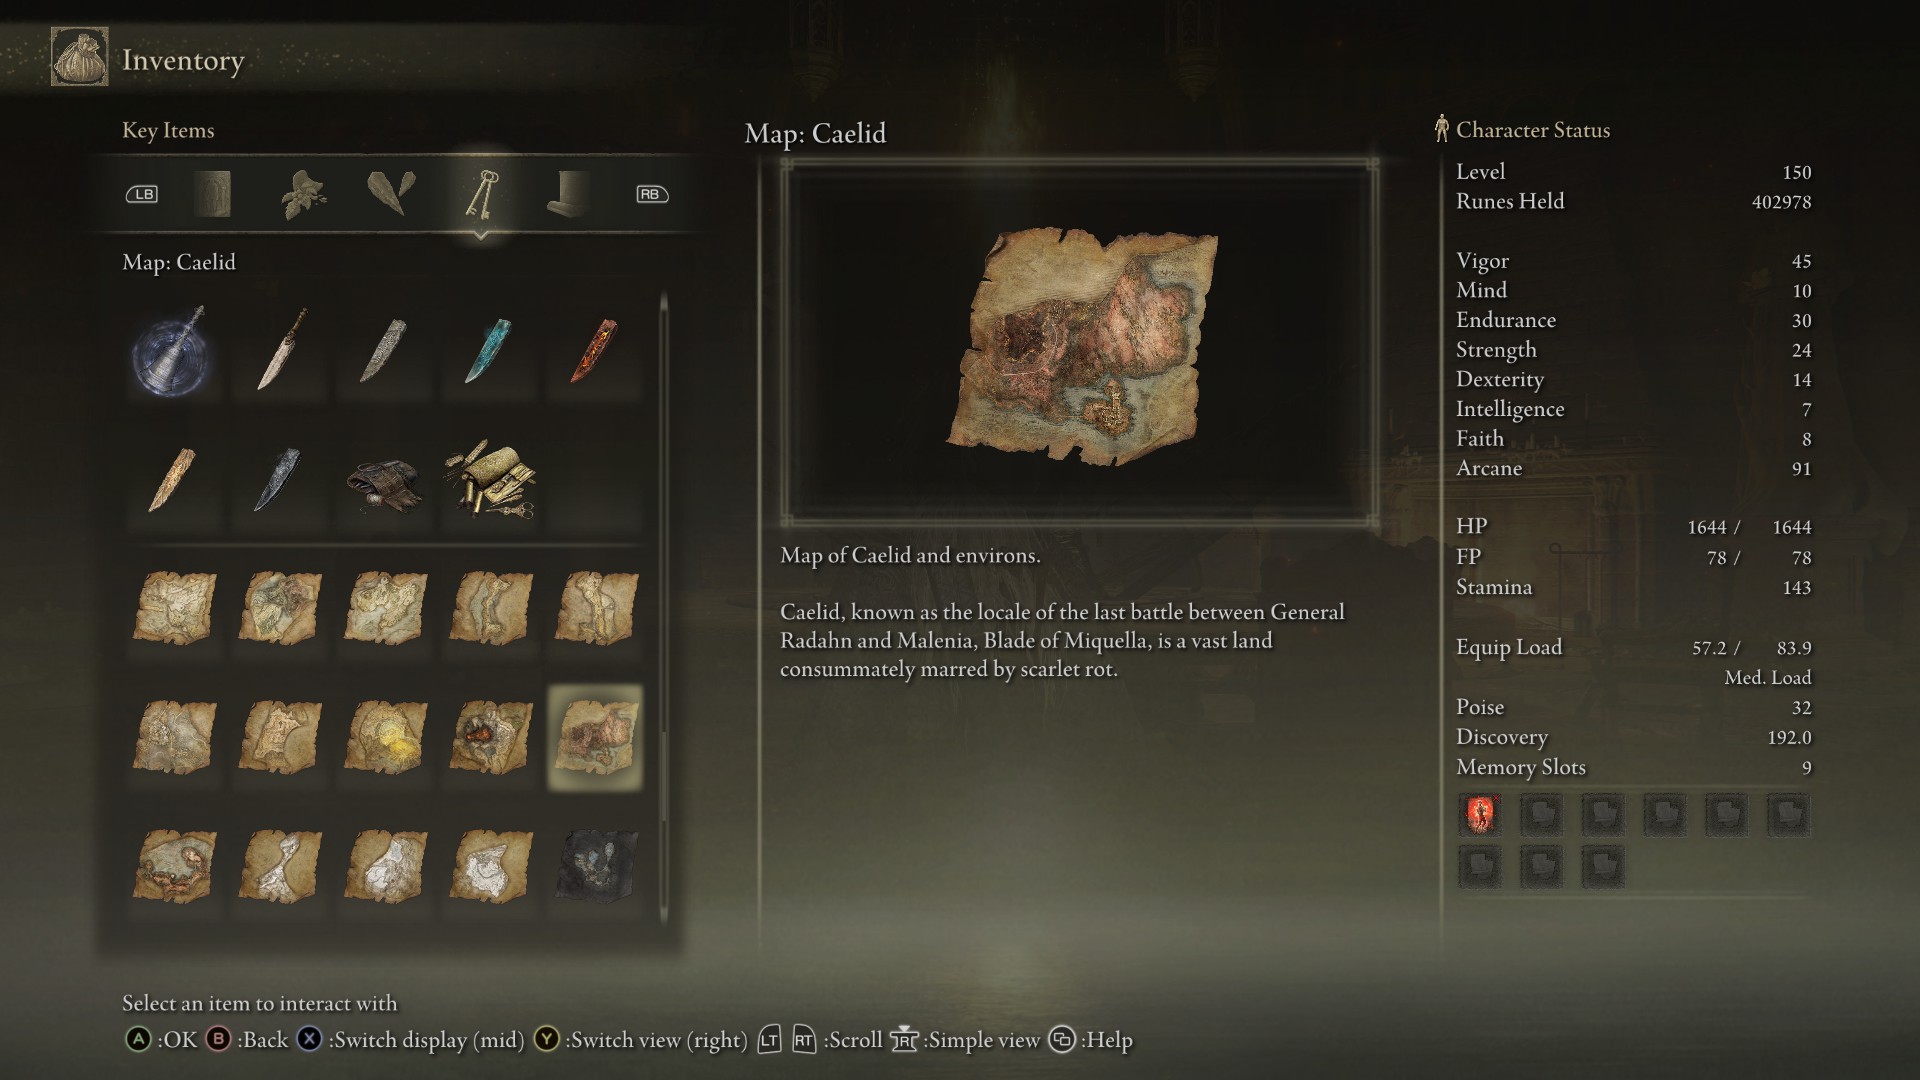 Inventory
Key Items
LB
RB
Map: Caelid
Map: Caelid
Map of Caelid and environs.
Caelid, known as the locale of the last battle between General
Radahn and Malenia, Blade of Miquella, is a vast land
consummately marred by scarlet rot.
Character Status
Level 150
Runes Held 402978
Vigor 45
Mind 10
Endurance 30
Strength 24
Dexterity 14
Intelligence 7
Faith 8
Arcane 91
HP 1644 / 1644
FP 78 / 78
Stamina 143
Equip Load 57.2 / 83.9
Med. Load
Poise 32
Discovery 192.0
Memory Slots 9
Select an item to interact with
A :OK B :Back X :Switch display (mid) Y :Switch view (right) LT RT :Scroll R :Simple view :Help